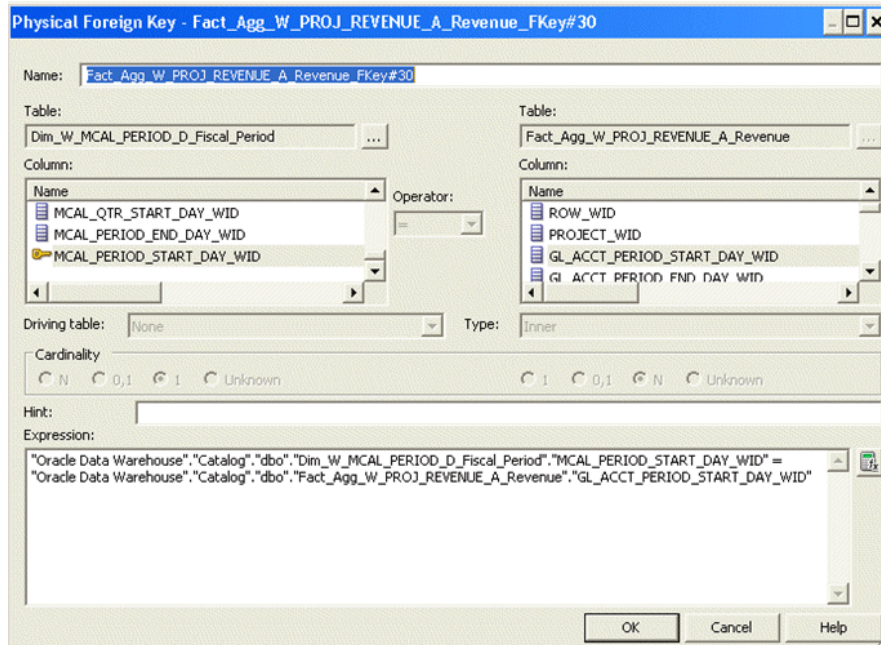 Physical Foreign Key - Fact_Agg_W_PROJ_REVENUE_A_Revenue_FKey#30
Name: Fact_Agg_W_PROJ_REVENUE_A_Revenue_FKey#30
Table: Table:
Dim_W_MCAL_PERIOD_D_Fiscal_Period ... Fact_Agg_W_PROJ_REVENUE_A_Revenue ...
Column: Column:
Name Operator: Name
MCAL_QTR_START_DAY_WID = ROW_WID
MCAL_PERIOD_END_DAY_WID PROJECT_WID
MCAL_PERIOD_START_DAY_WID GL_ACCT_PERIOD_START_DAY_WID
GL_ACCT_PERIOD_END_DAY_WID
Driving table: None Type: Inner
Cardinality
N 0,1 1 Unknown 1 0,1 N Unknown
Hint:
Expression:
"Oracle Data Warehouse"."Catalog"."dbo"."Dim_W_MCAL_PERIOD_D_Fiscal_Period"."MCAL_PERIOD_START_DAY_WID" =
"Oracle Data Warehouse"."Catalog"."dbo"."Fact_Agg_W_PROJ_REVENUE_A_Revenue"."GL_ACCT_PERIOD_START_DAY_WID"
OK Cancel Help